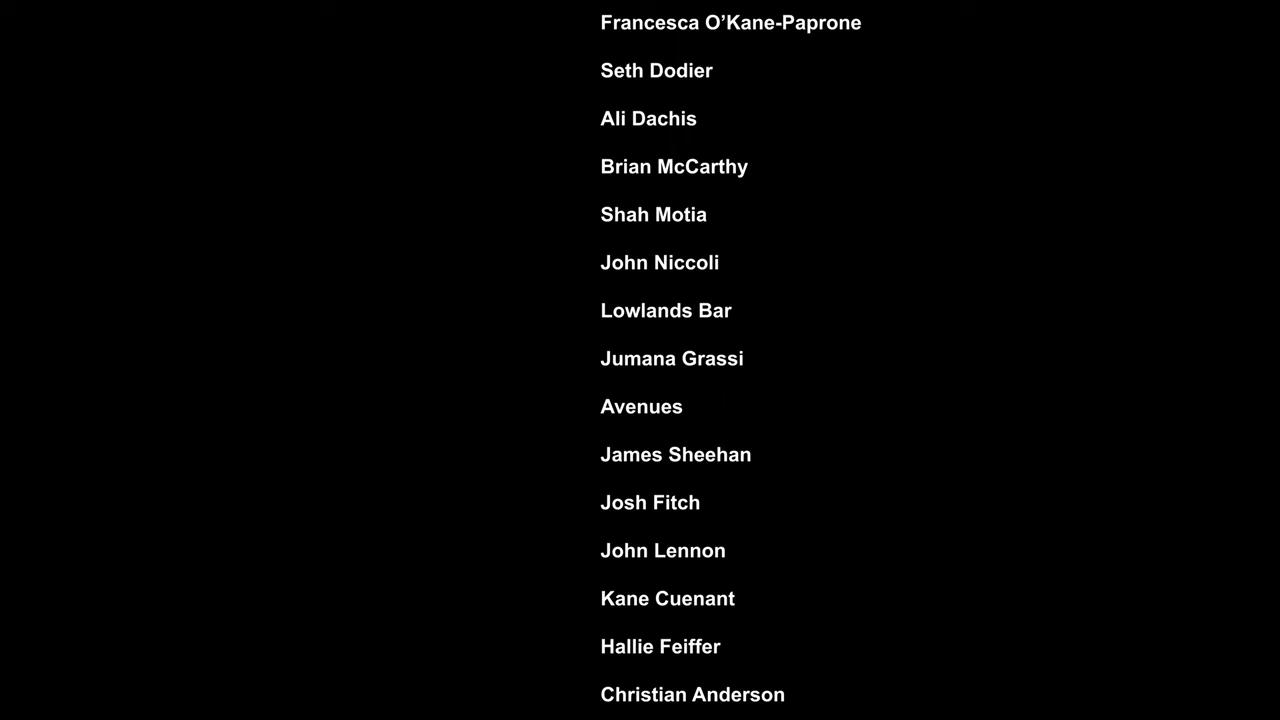 Francesca O’Kane-Paprone
Seth Dodier
Ali Dachis
Brian McCarthy
Shah Motia
John Niccoli
Lowlands Bar
Jumana Grassi
Avenues
James Sheehan
Josh Fitch
John Lennon
Kane Cuenant
Hallie Feiffer
Christian Anderson